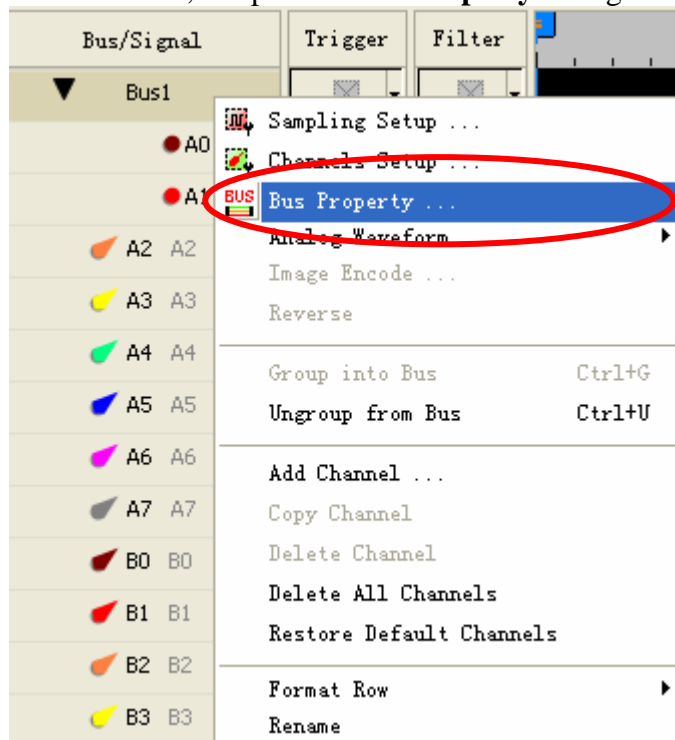 Bus/Signal Trigger Filter
Bus1
A0
A1
A2 A2
A3 A3
A4 A4
A5 A5
A6 A6
A7 A7
B0 B0
B1 B1
B2 B2
B3 B3
Sampling Setup ...
Channels Setup ...
BUS Bus Property ...
Analog Waveform
Image Encode ...
Reverse
Group into Bus Ctrl+G
Ungroup from Bus Ctrl+U
Add Channel ...
Copy Channel
Delete Channel
Delete All Channels
Restore Default Channels
Format Row
Rename